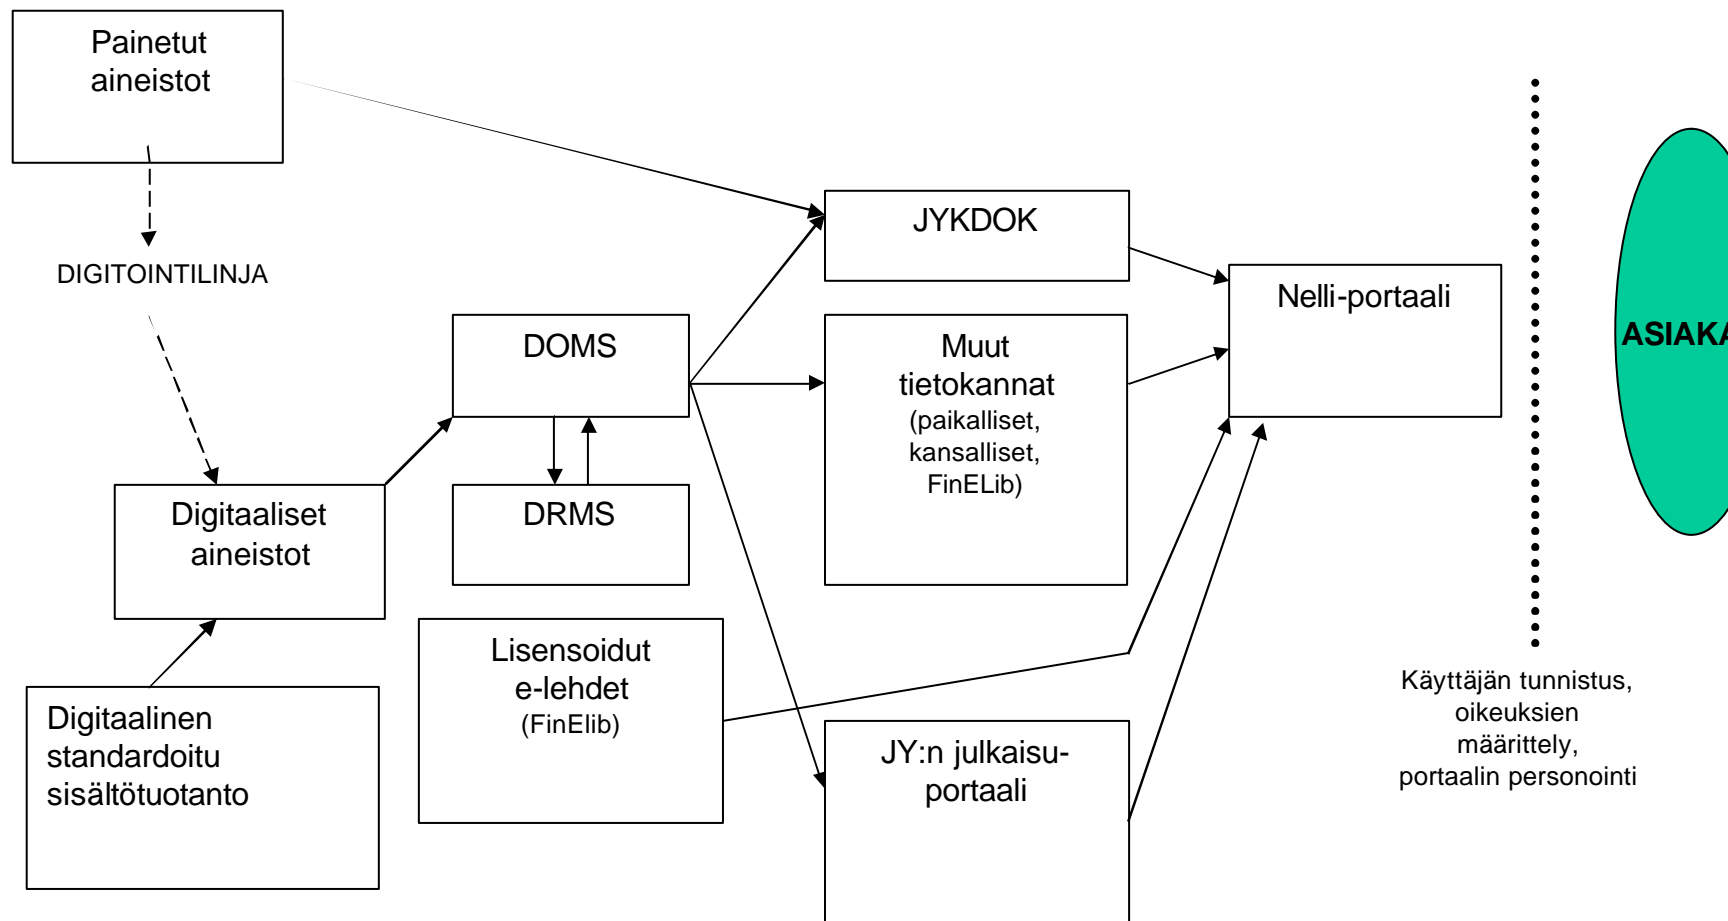 Painetut
aineistot
DIGITOINTILINJA
Digitaaliset
aineistot
Digitaalinen
standardoitu
sisältötuotanto
DOMS
DRMS
Lisensoidut
e-lehdet
(FinElib)
JYKDOK
Muut
tietokannat
(paikalliset,
kansalliset,
FinELib)
JY:n julkaisu-
portaali
Nelli-portaali
Käyttäjän tunnistus,
oikeuksien
määrittely,
portaalin personointi
ASIAKA